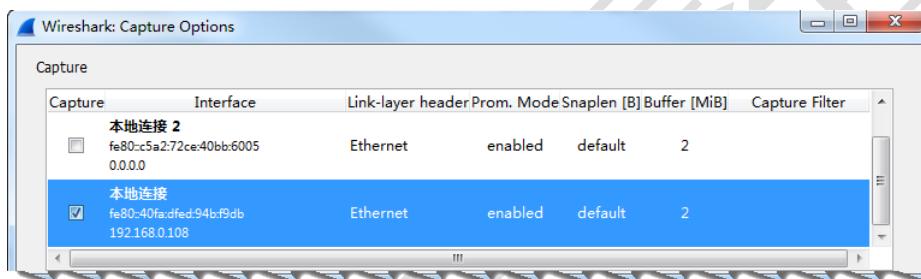 Wireshark: Capture Options
Capture
Capture Interface Link-layer header Prom. Mode Snaplen [B] Buffer [MiB] Capture Filter
本地连接 2
fe80::c5a2:72ce:40bb:6005 Ethernet enabled default 2
0.0.0.0
本地连接
fe80::40fa:dfed:94b:f9db Ethernet enabled default 2
192.168.0.108